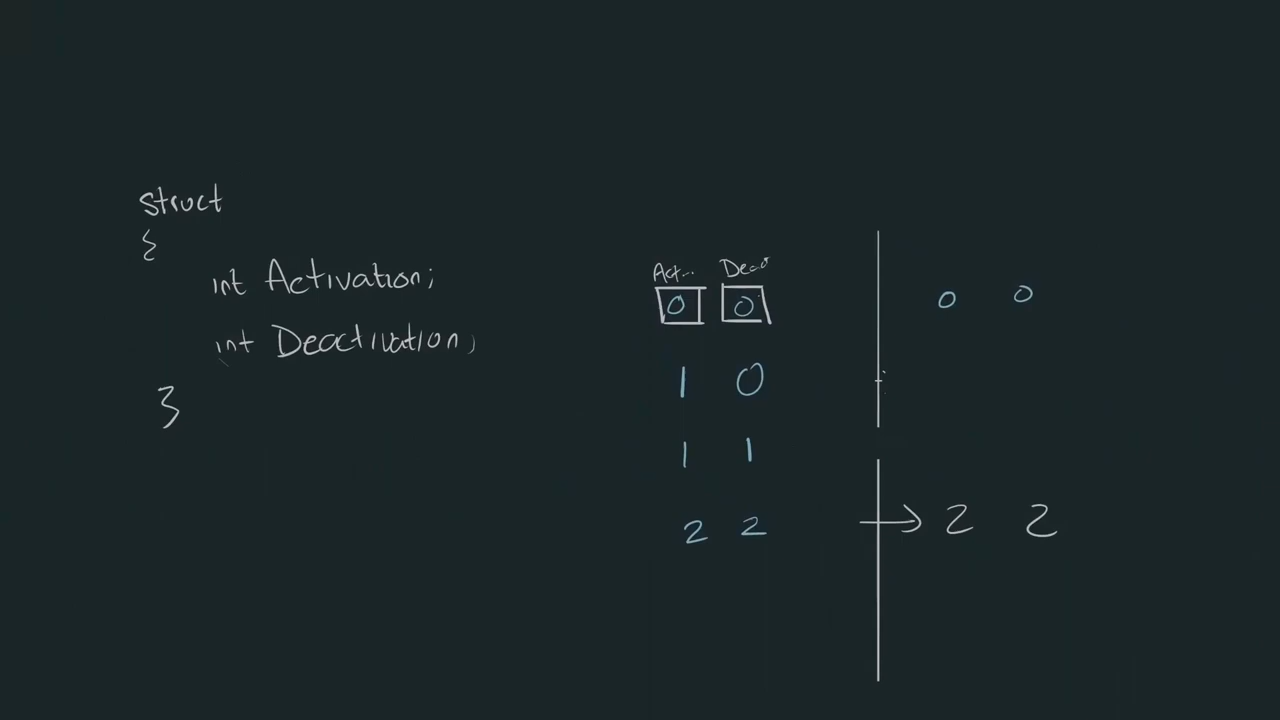 struct
{
int Activation;
int Deactivation;
}
Act... Deac
0 0 0 0
1 0
1 1
2 2 → 2 2